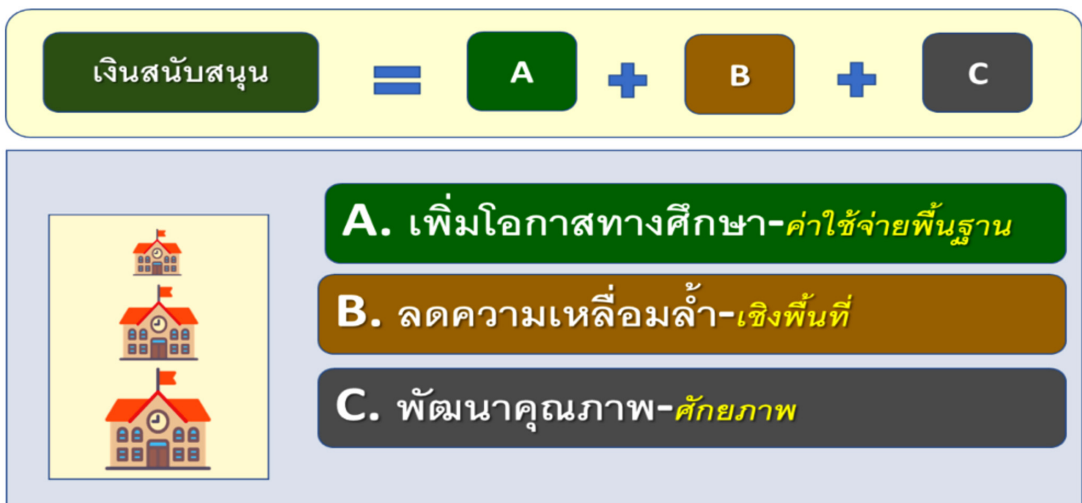 เงินสนับสนุน = A + B + C
A. เพิ่มโอกาสทางศึกษา-ค่าใช้จ่ายพื้นฐาน
B. ลดความเหลื่อมล้ำ-เชิงพื้นที่
C. พัฒนาคุณภาพ-ศักยภาพ